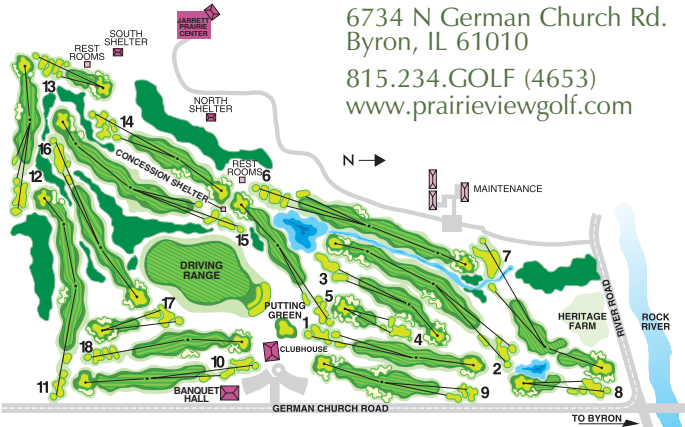 6734 N German Church Rd.
Byron, IL 61010
815.234.GOLF (4653)
www.prairieviewgolf.com
JARRETT
PRAIRIE
CENTER
SOUTH
SHELTER
REST
ROOMS
13
14
NORTH
SHELTER
16
CONCESSION SHELTER
REST
ROOMS
6
N
MAINTENANCE
12
15
7
DRIVING
RANGE
3
5
PUTTING
GREEN
17
1
4
HERITAGE
FARM
RIVER ROAD
ROCK
RIVER
18
CLUBHOUSE
2
10
11
BANQUET
HALL
9
8
GERMAN CHURCH ROAD
TO BYRON